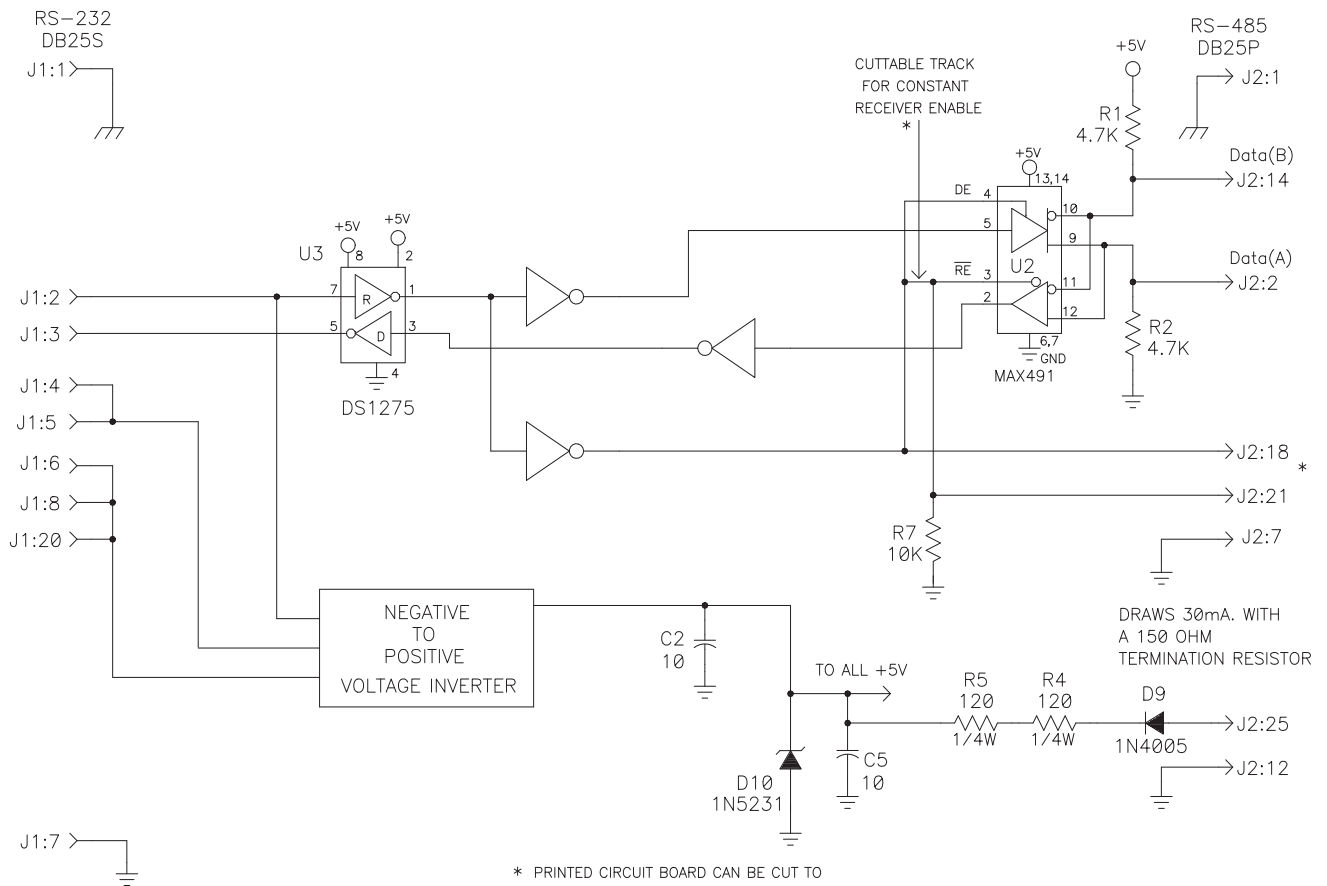 RS-232
DB25S
J1:1
RS-485
DB25P
J2:1
+5V
CUTTABLE TRACK
FOR CONSTANT
RECEIVER ENABLE
*
R1
4.7K
Data(B)
J2:14
+5V
13,14
DE 4
10
5
9
Data(A)
J2:2
RE 3
U2
11
2
12
6,7
GND
MAX491
R2
4.7K
U3
+5V
8
+5V
2
J1:2
7
R
1
J1:3
5
D
3
4
DS1275
J1:4
J1:5
J1:6
J1:8
J1:20
J2:18
*
J2:21
J2:7
R7
10K
NEGATIVE
TO
POSITIVE
VOLTAGE INVERTER
C2
10
DRAWS 30mA. WITH
A 150 OHM
TERMINATION RESISTOR
TO ALL +5V
R5
120
1/4W
R4
120
1/4W
D9
1N4005
J2:25
J2:12
D10
1N5231
C5
10
J1:7
* PRINTED CIRCUIT BOARD CAN BE CUT TO